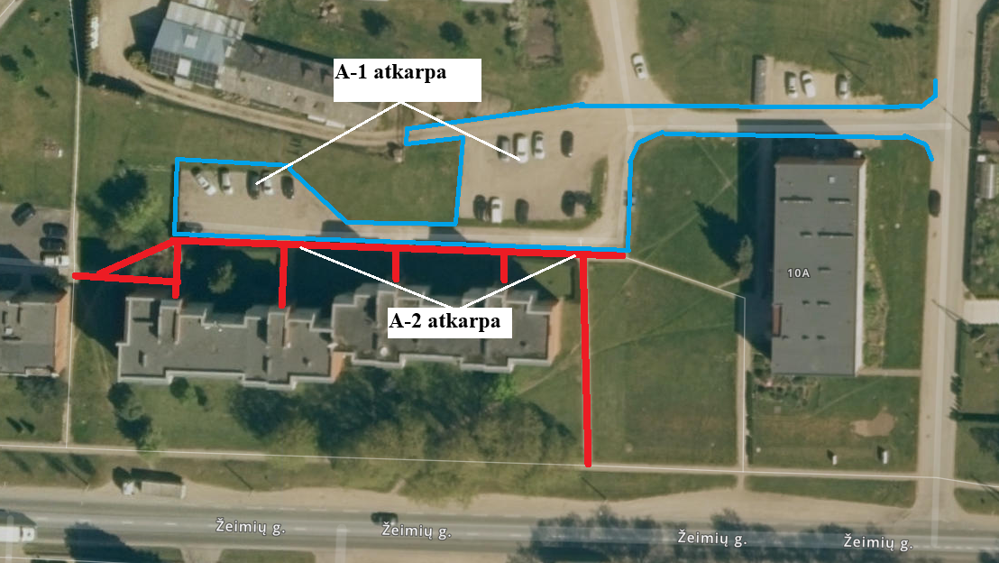 A-1 atkarpa
10A
A-2 atkarpa
Žeimių g.
Žeimių g.
Žeimių g.
Žeimių g.